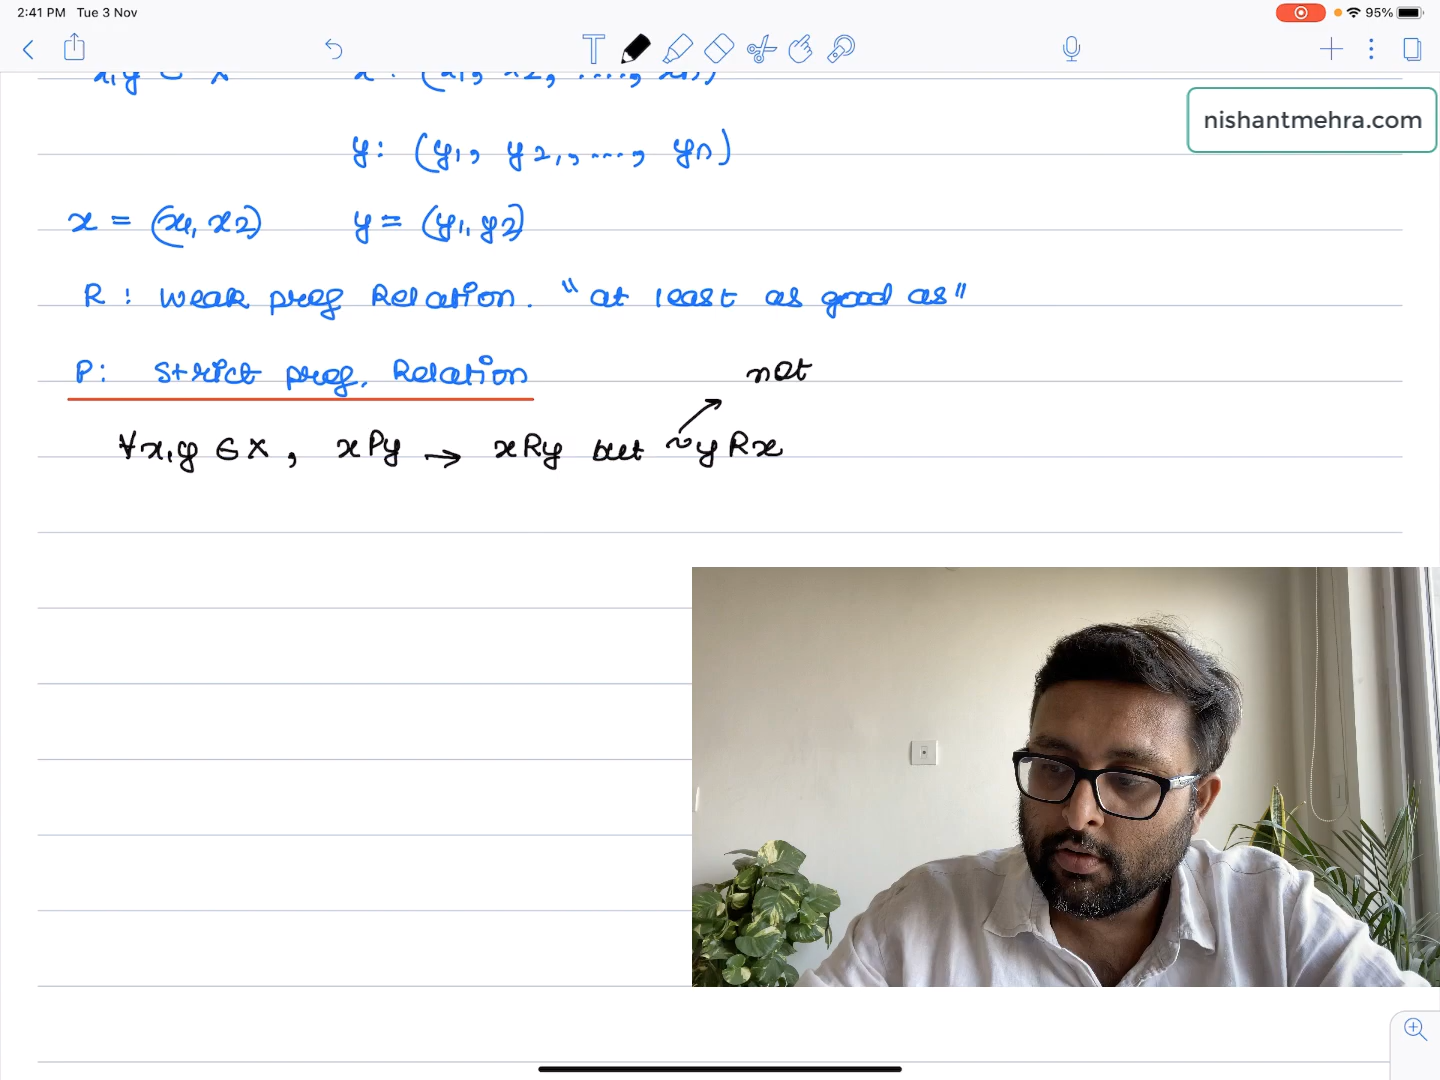 2:41 PM Tue 3 Nov 95%
nishantmehra.com
y: (y1, y2,, ...., yn)
x = (x1, x2) y = (y1, y2)
R: weak pref Relation. "at least as good as"
P: Strict pref. Relation
not
∀x,y ∈ X, xPy → xRy but ~yRx